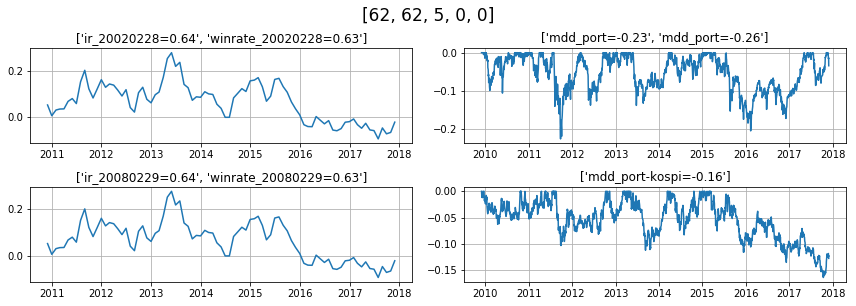 [62, 62, 5, 0, 0]
['ir_20020228=0.64', 'winrate_20020228=0.63']
0.2
0.0
2011 2012 2013 2014 2015 2016 2017 2018
['mdd_port=-0.23', 'mdd_port=-0.26']
0.0
−0.1
−0.2
2010 2011 2012 2013 2014 2015 2016 2017 2018
['ir_20080229=0.64', 'winrate_20080229=0.63']
0.2
0.0
2011 2012 2013 2014 2015 2016 2017 2018
['mdd_port-kospi=-0.16']
0.00
−0.05
−0.10
−0.15
2010 2011 2012 2013 2014 2015 2016 2017 2018